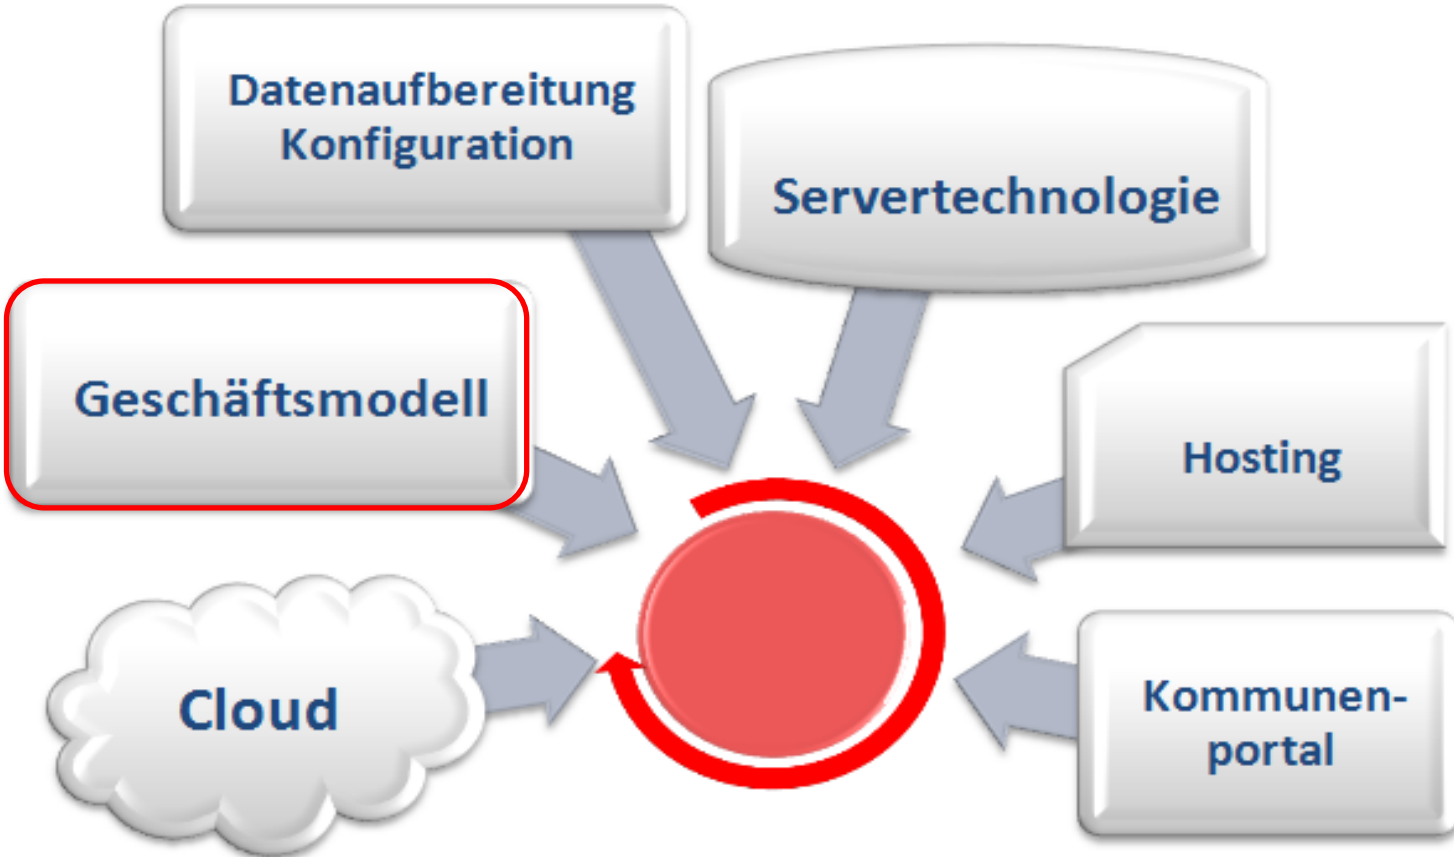 Datenaufbereitung
Konfiguration
Servertechnologie
Geschäftsmodell
Hosting
Cloud
Kommunen-
portal